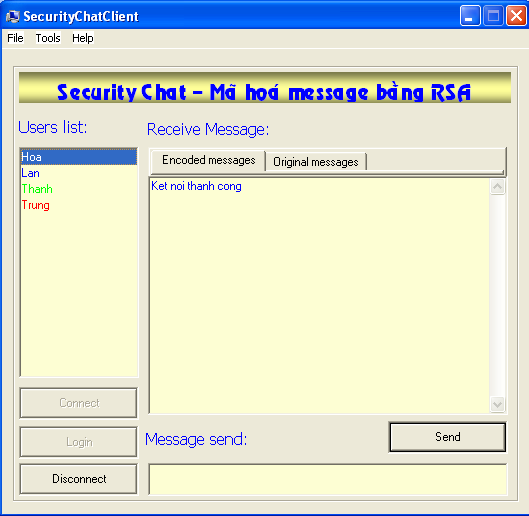 SecurityChatClient
File Tools Help
Security Chat - Mã hoá message bằng RSA
Users list:
Receive Message:
Hoa
Lan
Thanh
Trung
Encoded messages Original messages
Ket noi thanh cong
Connect
Login
Disconnect
Message send:
Send